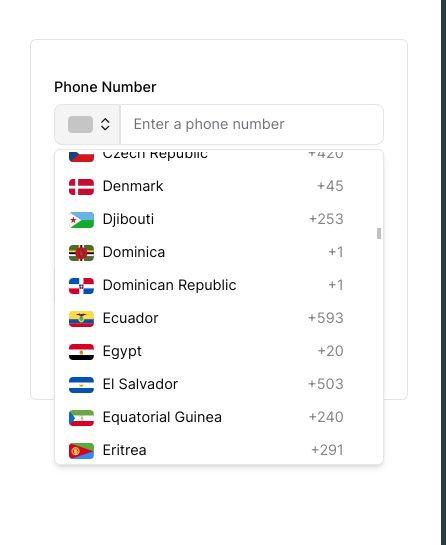 Phone Number
Enter a phone number
Czech Republic +420
Denmark +45
Djibouti +253
Dominica +1
Dominican Republic +1
Ecuador +593
Egypt +20
El Salvador +503
Equatorial Guinea +240
Eritrea +291